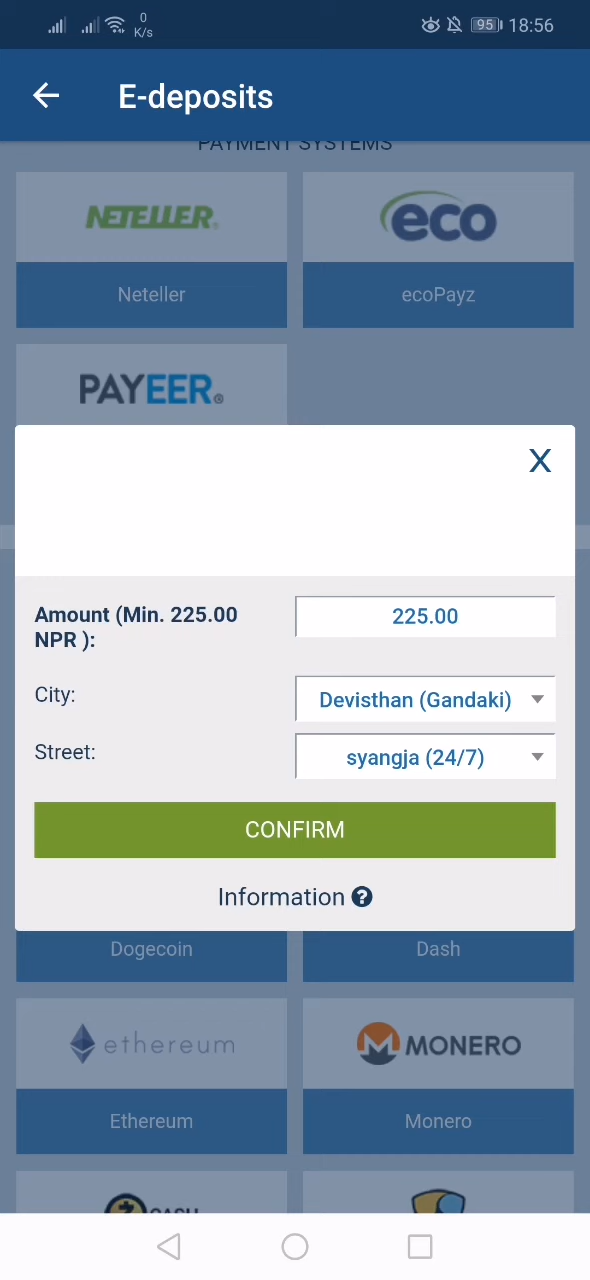 0
K/s
95
18:56
E-deposits
PAYMENT SYSTEMS
NETELLER®
eco
Neteller
ecoPayz
PAYEER®
X
Amount (Min. 225.00
NPR ):
225.00
City:
Devisthan (Gandaki)
Street:
syangja (24/7)
CONFIRM
Information ?
Dogecoin
Dash
ethereum
MONERO
Ethereum
Monero
CASH